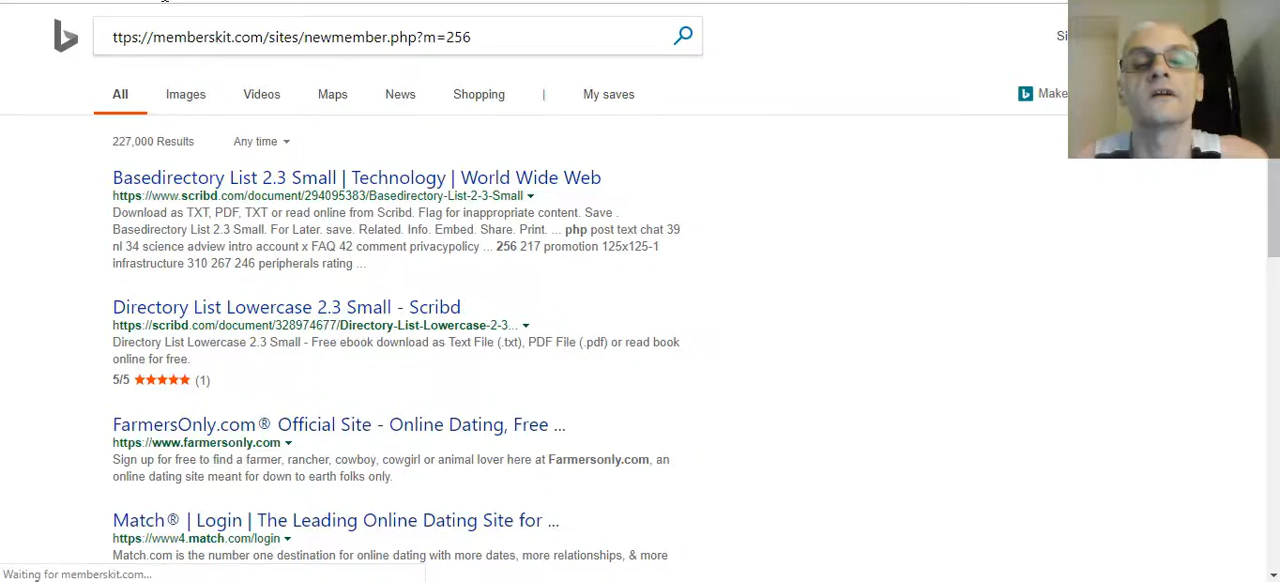 ttps://memberskit.com/sites/newmember.php?m=256
Si
All Images Videos Maps News Shopping | My saves
Make
227,000 Results Any time
Basedirectory List 2.3 Small | Technology | World Wide Web
https://www.scribd.com/document/294095383/Basedirectory-List-2-3-Small
Download as TXT, PDF, TXT or read online from Scribd. Flag for inappropriate content. Save .
Basedirectory List 2.3 Small. For Later. save. Related. Info. Embed. Share. Print. ... php post text chat 39
nl 34 science adview intro account x FAQ 42 comment privacypolicy ... 256 217 promotion 125x125-1
infrastructure 310 267 246 peripherals rating ...
Directory List Lowercase 2.3 Small - Scribd
https://scribd.com/document/328974677/Directory-List-Lowercase-2-3...
Directory List Lowercase 2.3 Small - Free ebook download as Text File (.txt), PDF File (.pdf) or read book
online for free.
5/5 ★★★★★ (1)
FarmersOnly.com® Official Site - Online Dating, Free ...
https://www.farmersonly.com
Sign up for free to find a farmer, rancher, cowboy, cowgirl or animal lover here at Farmersonly.com, an
online dating site meant for down to earth folks only.
Match® | Login | The Leading Online Dating Site for ...
https://www4.match.com/login
Match.com is the number one destination for online dating with more dates, more relationships, & more
Waiting for memberskit.com...